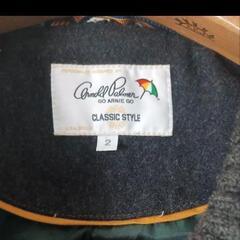 Arnold Palmer
GO ARNIE GO
CLASSIC STYLE
2